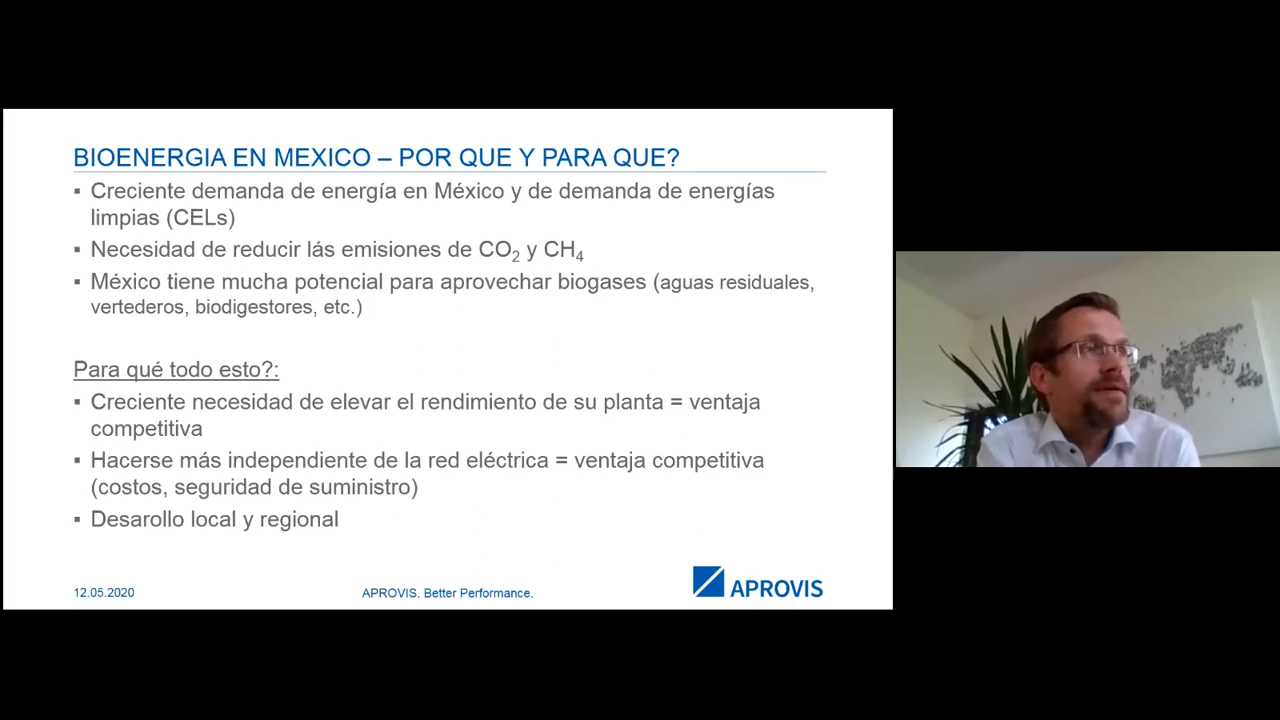 BIOENERGIA EN MEXICO – POR QUE Y PARA QUE?
▪ Creciente demanda de energía en México y de demanda de energías
limpias (CELs)
▪ Necesidad de reducir lás emisiones de CO₂ y CH₄
▪ México tiene mucha potencial para aprovechar biogases (aguas residuales,
vertederos, biodigestores, etc.)
Para qué todo esto?:
▪ Creciente necesidad de elevar el rendimiento de su planta = ventaja
competitiva
▪ Hacerse más independiente de la red eléctrica = ventaja competitiva
(costos, seguridad de suministro)
▪ Desarollo local y regional
12.05.2020
APROVIS. Better Performance.
APROVIS